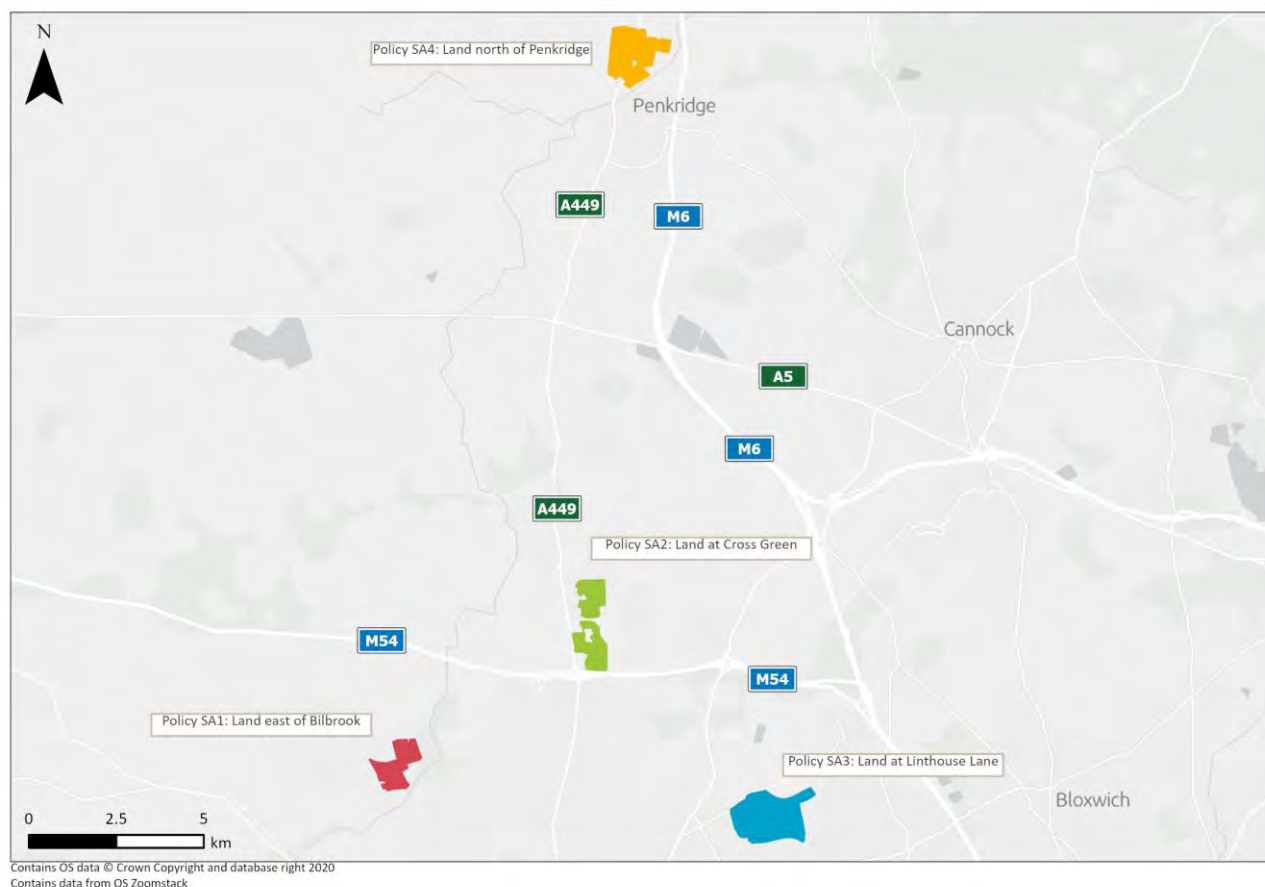 N
Policy SA4: Land north of Penkridge
Penkridge
A449
M6
Cannock
A5
M6
A449
Policy SA2: Land at Cross Green
M54
M54
Policy SA1: Land east of Bilbrook
Policy SA3: Land at Linthouse Lane
Bloxwich
0 2.5 5
km
Contains OS data © Crown Copyright and database right 2020
Contains data from OS Zoomstack